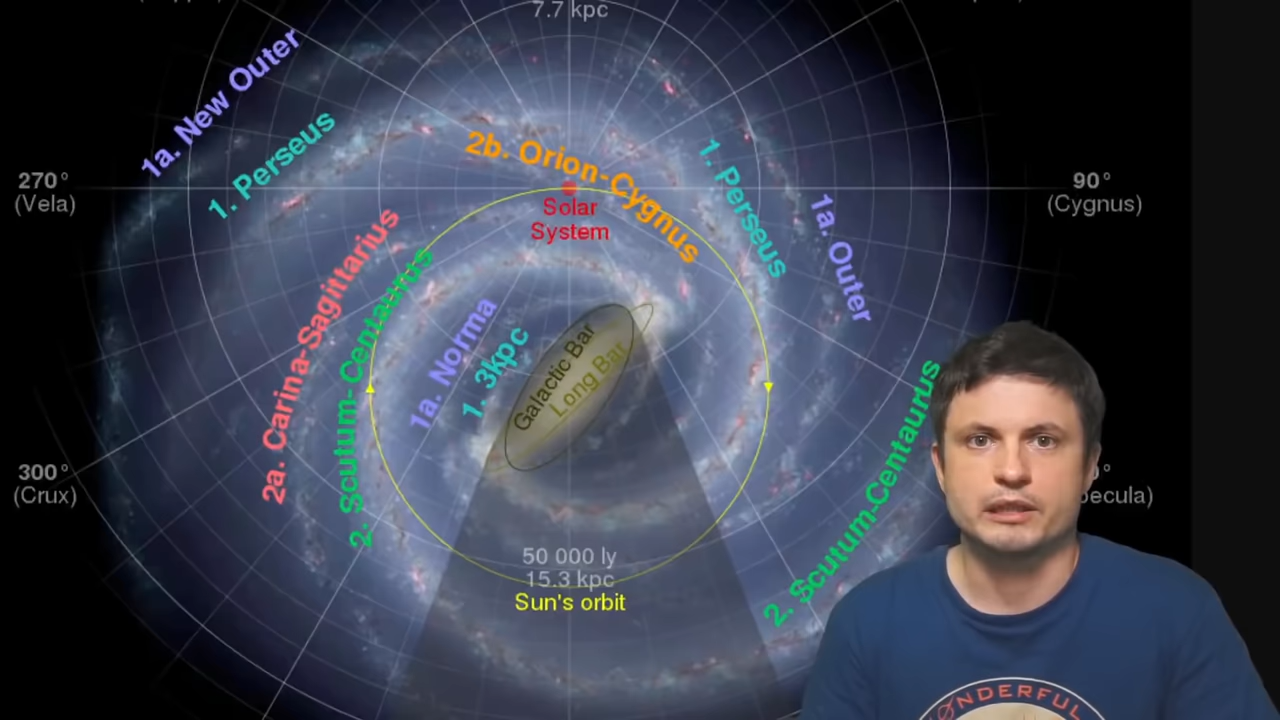 7.7 kpc
1a. New Outer
1. Perseus
2b. Orion-Cygnus
1. Perseus
270°
(Vela)
90°
(Cygnus)
Solar
System
1a. Outer
2a. Carina-Sagittarius
2. Scutum-Centaurus
1a. Norma
1. 3kpc
Galactic Bar
Long Bar
2. Scutum-Centaurus
300°
(Crux)
50 000 ly
15.3 kpc
Sun's orbit